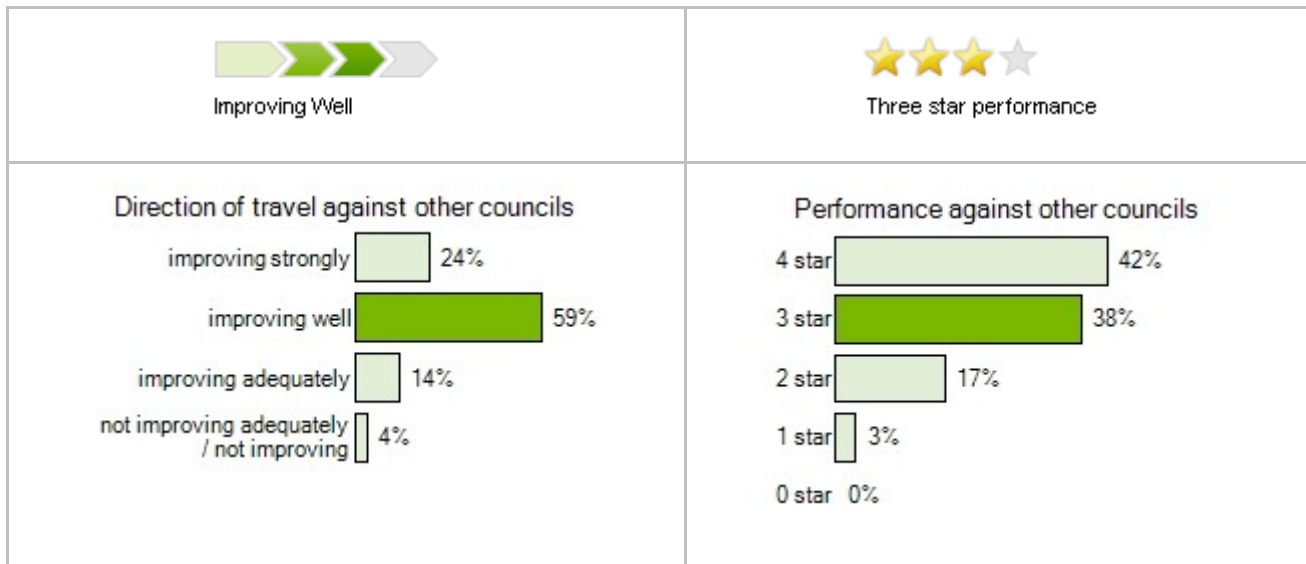 Improving Well
Three star performance
Direction of travel against other councils
improving strongly 24%
improving well 59%
improving adequately 14%
not improving adequately
/ not improving 4%
Performance against other councils
4 star 42%
3 star 38%
2 star 17%
1 star 3%
0 star 0%